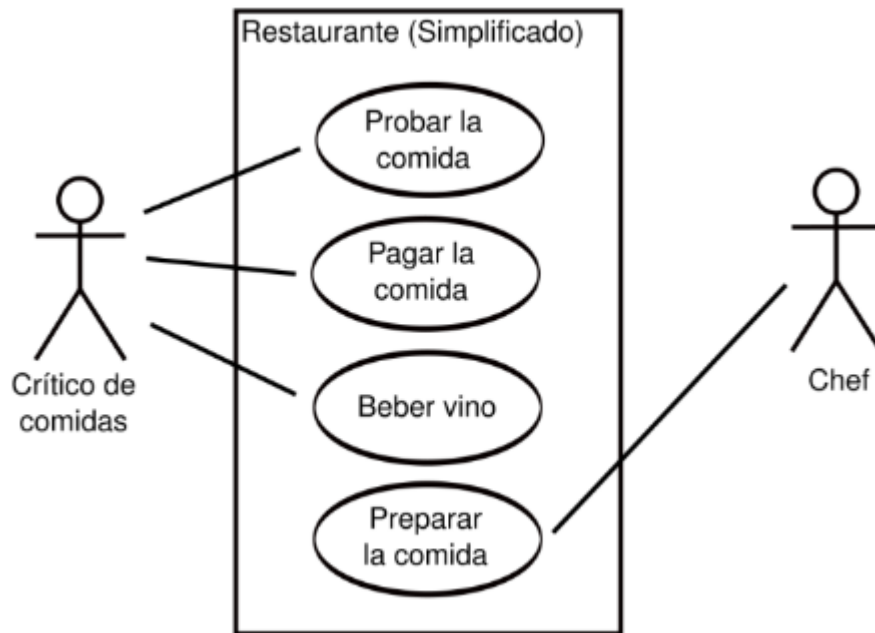 Restaurante (Simplificado)
Probar la
comida
Pagar la
comida
Beber vino
Preparar
la comida
Crítico de
comidas
Chef